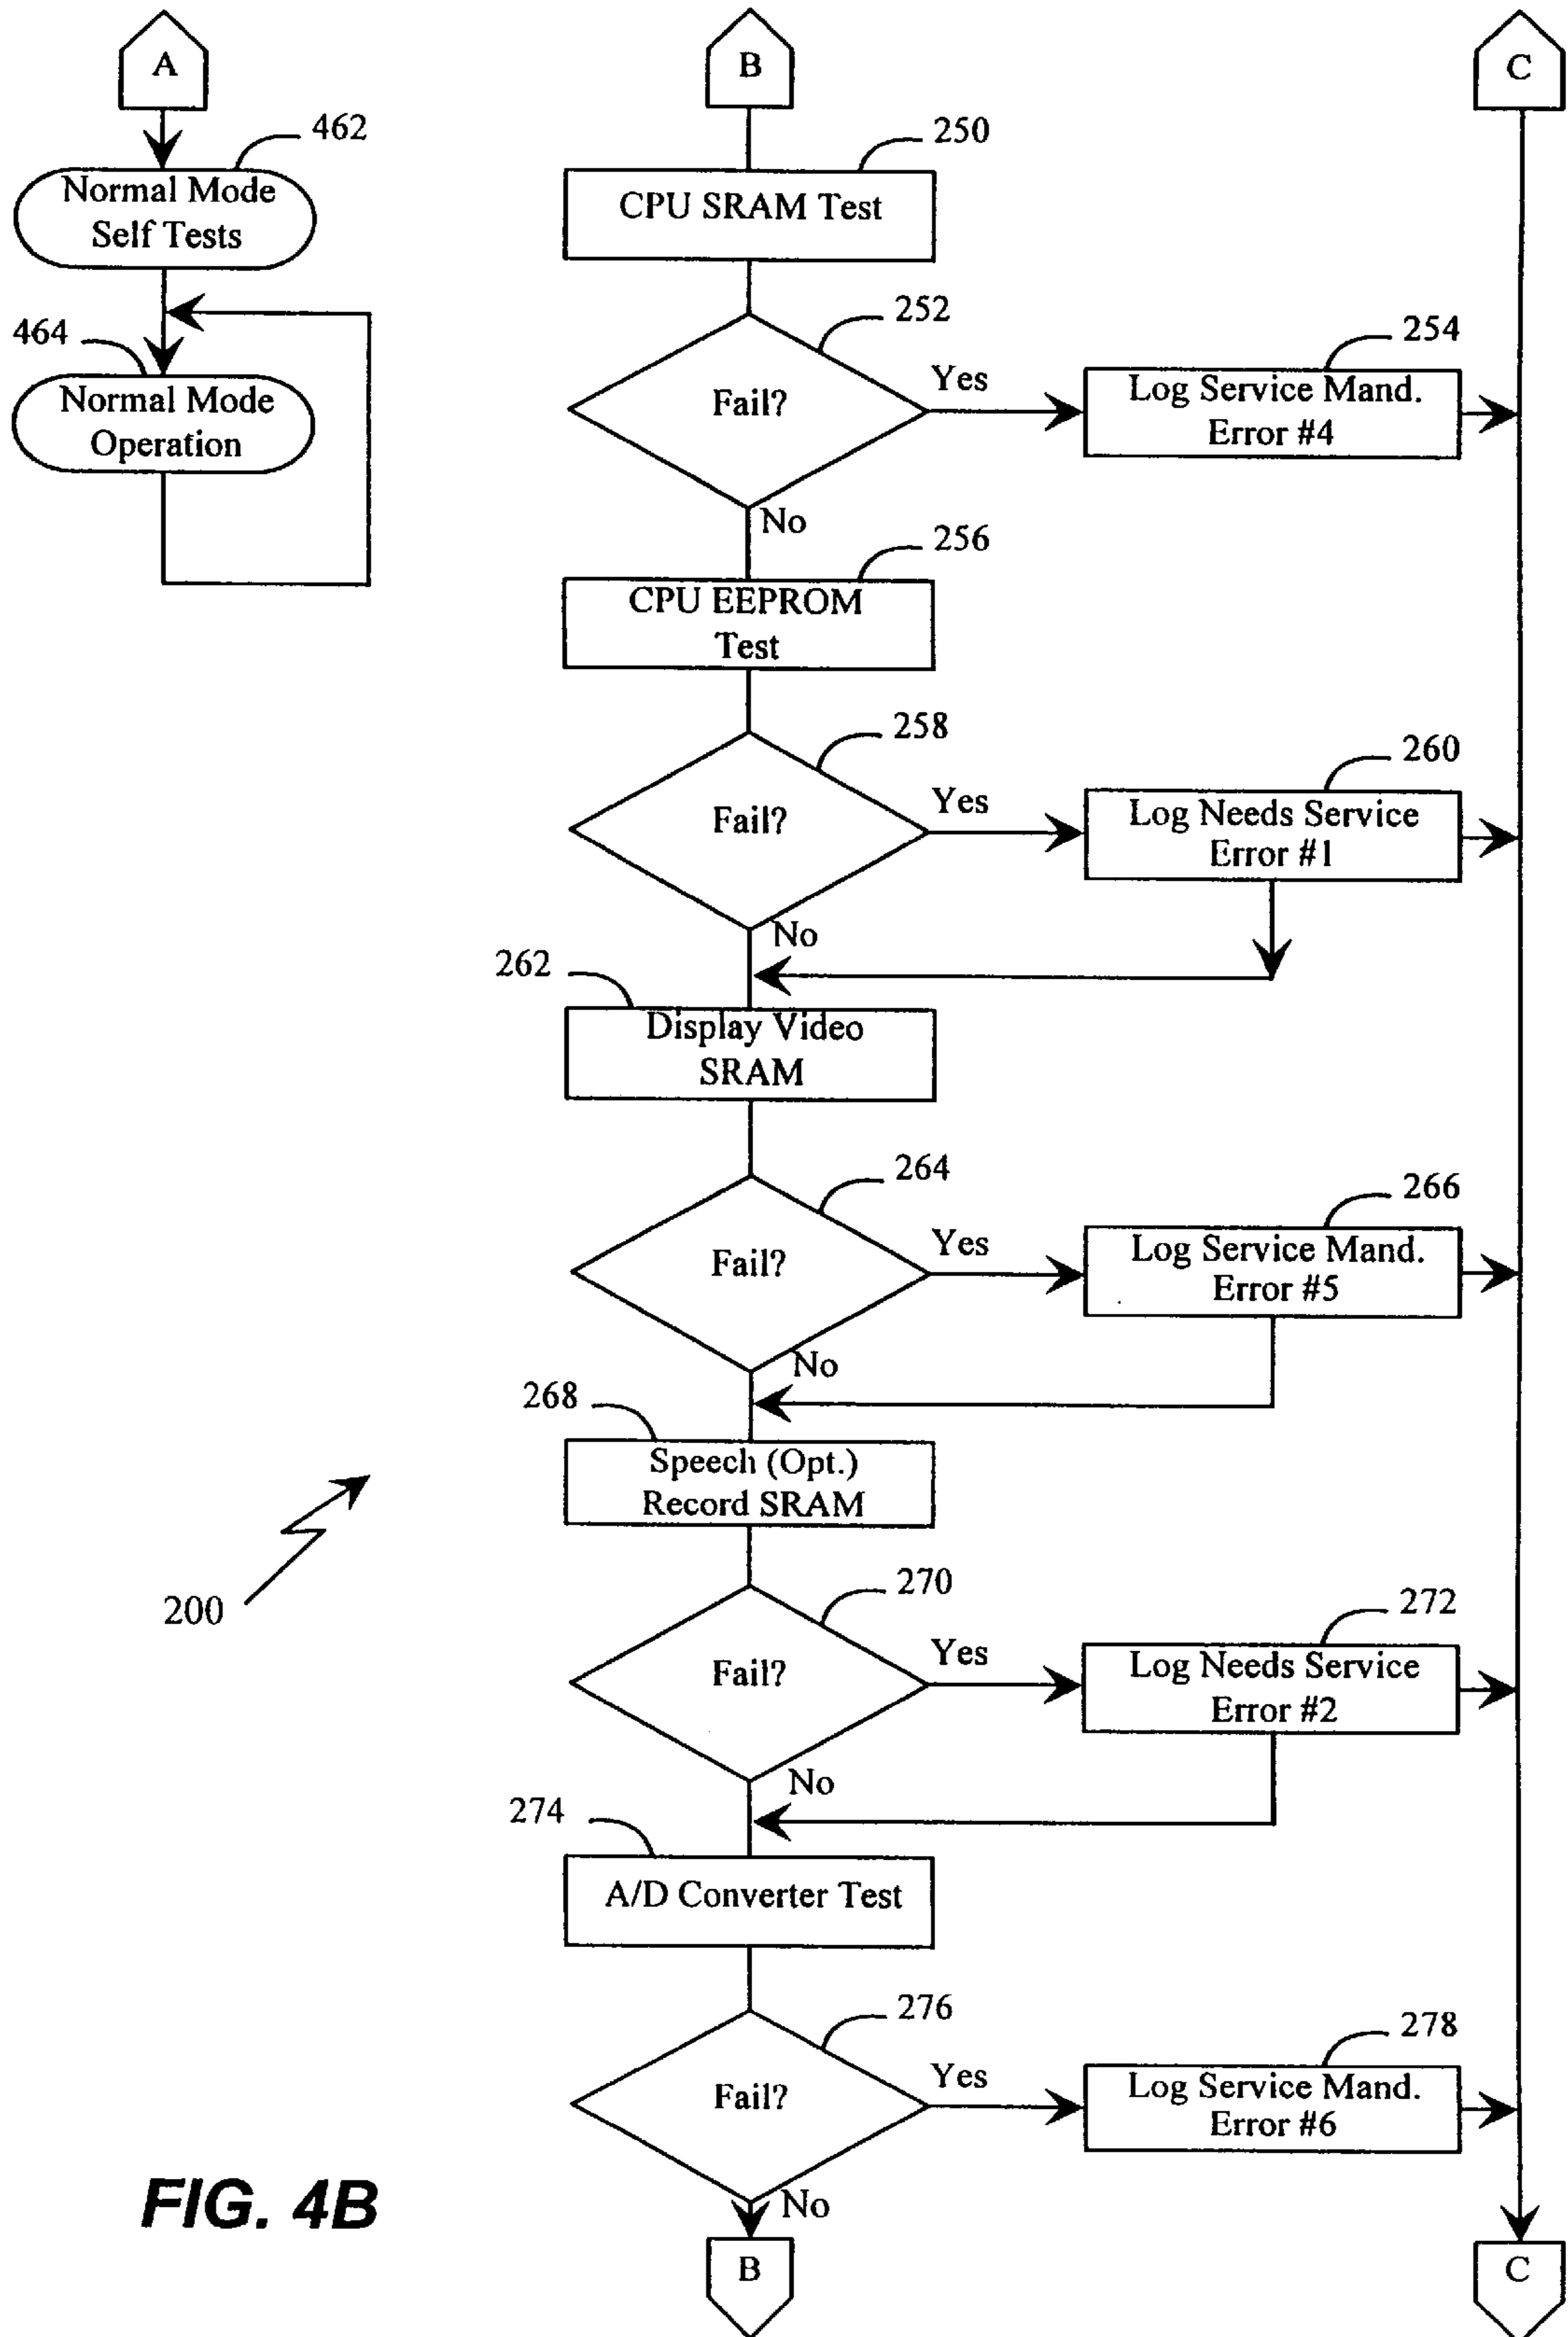 A
B
C
462
250
Normal Mode
Self Tests
CPU SRAM Test
464
252
254
Normal Mode
Operation
Fail?
Yes
Log Service Mand.
Error #4
No
256
CPU EEPROM
Test
258
260
Fail?
Yes
Log Needs Service
Error #1
No
262
Display Video
SRAM
264
266
Fail?
Yes
Log Service Mand.
Error #5
No
268
Speech (Opt.)
Record SRAM
200
270
272
Fail?
Yes
Log Needs Service
Error #2
No
274
A/D Converter Test
276
278
Fail?
Yes
Log Service Mand.
Error #6
No
FIG. 4B
B
C